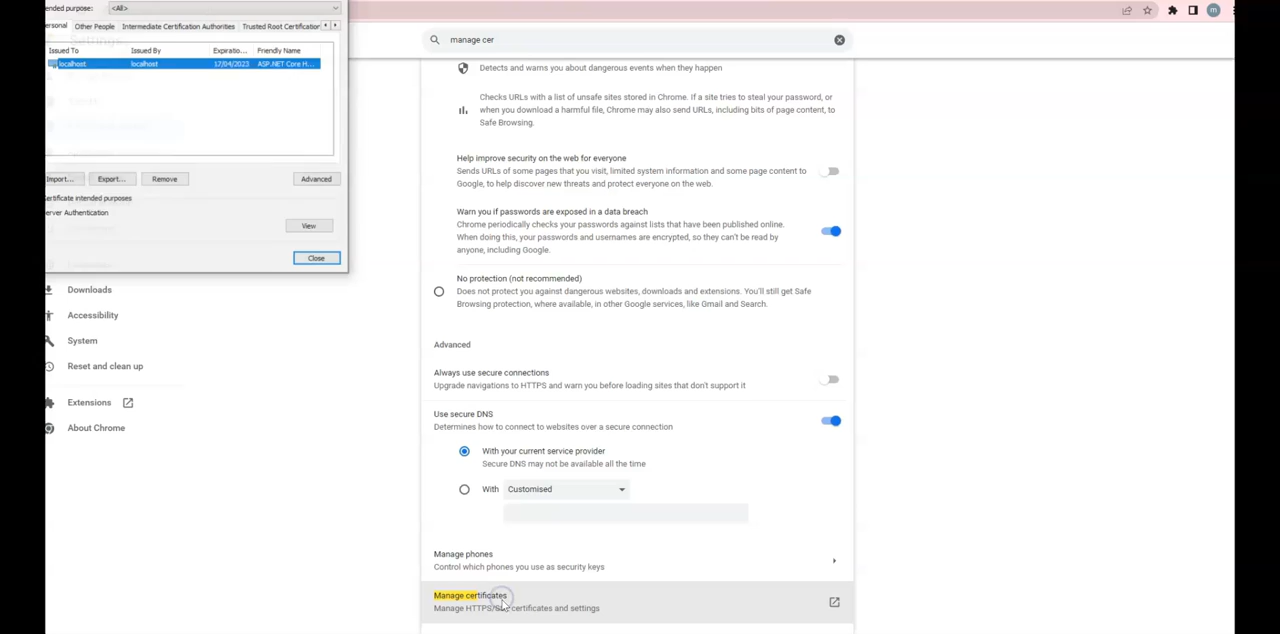 ended purpose: <All>
ersonal Other People Intermediate Certification Authorities Trusted Root Certification
Issued To Issued By Expiratio... Friendly Name
localhost localhost 17/04/2023 ASP.NET Core H...
Import... Export... Remove Advanced
Certificate intended purposes
erver Authentication
View
Close
Downloads
Accessibility
System
Reset and clean up
Extensions
About Chrome
m
manage cer
Detects and warns you about dangerous events when they happen
Checks URLs with a list of unsafe sites stored in Chrome. If a site tries to steal your password, or
when you download a harmful file, Chrome may also send URLs, including bits of page content, to
Safe Browsing.
Help improve security on the web for everyone
Sends URLs of some pages that you visit, limited system information and some page content to
Google, to help discover new threats and protect everyone on the web.
Warn you if passwords are exposed in a data breach
Chrome periodically checks your passwords against lists that have been published online.
When doing this, your passwords and usernames are encrypted, so they can't be read by
anyone, including Google.
No protection (not recommended)
Does not protect you against dangerous websites, downloads and extensions. You'll still get Safe
Browsing protection, where available, in other Google services, like Gmail and Search.
Advanced
Always use secure connections
Upgrade navigations to HTTPS and warn you before loading sites that don't support it
Use secure DNS
Determines how to connect to websites over a secure connection
With your current service provider
Secure DNS may not be available all the time
With Customised
Manage phones
Control which phones you use as security keys
Manage certificates
Manage HTTPS/SSL certificates and settings